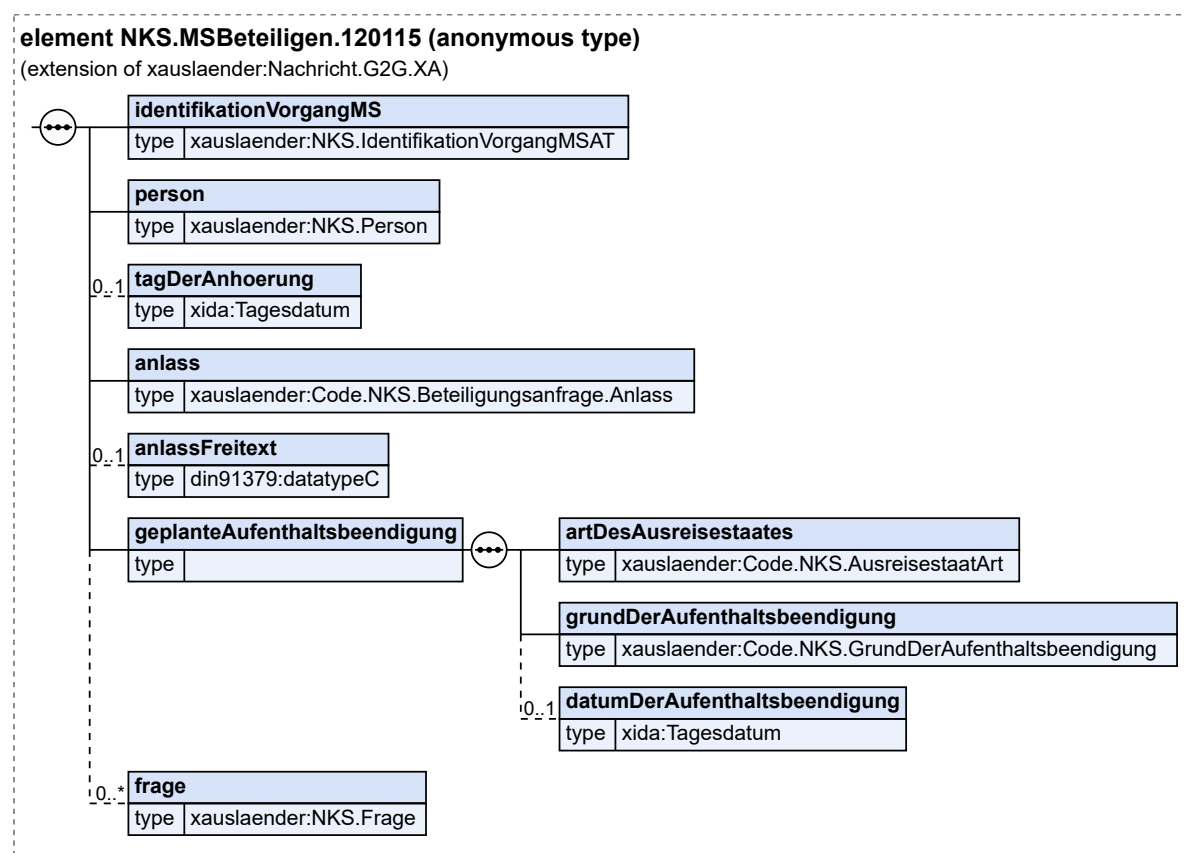 element NKS.MSBeteiligen.120115 (anonymous type)
(extension of xauslaender:Nachricht.G2G.XA)
identifikationVorgangMS
type xauslaender:NKS.IdentifikationVorgangMSAT
person
type xauslaender:NKS.Person
0..1 tagDerAnhoerung
type xida:Tagesdatum
anlass
type xauslaender:Code.NKS.Beteiligungsanfrage.Anlass
0..1 anlassFreitext
type din91379:datatypeC
geplanteAufenthaltsbeendigung
type
artDesAusreisestaates
type xauslaender:Code.NKS.AusreisestaatArt
grundDerAufenthaltsbeendigung
type xauslaender:Code.NKS.GrundDerAufenthaltsbeendigung
0..1 datumDerAufenthaltsbeendigung
type xida:Tagesdatum
0..* frage
type xauslaender:NKS.Frage